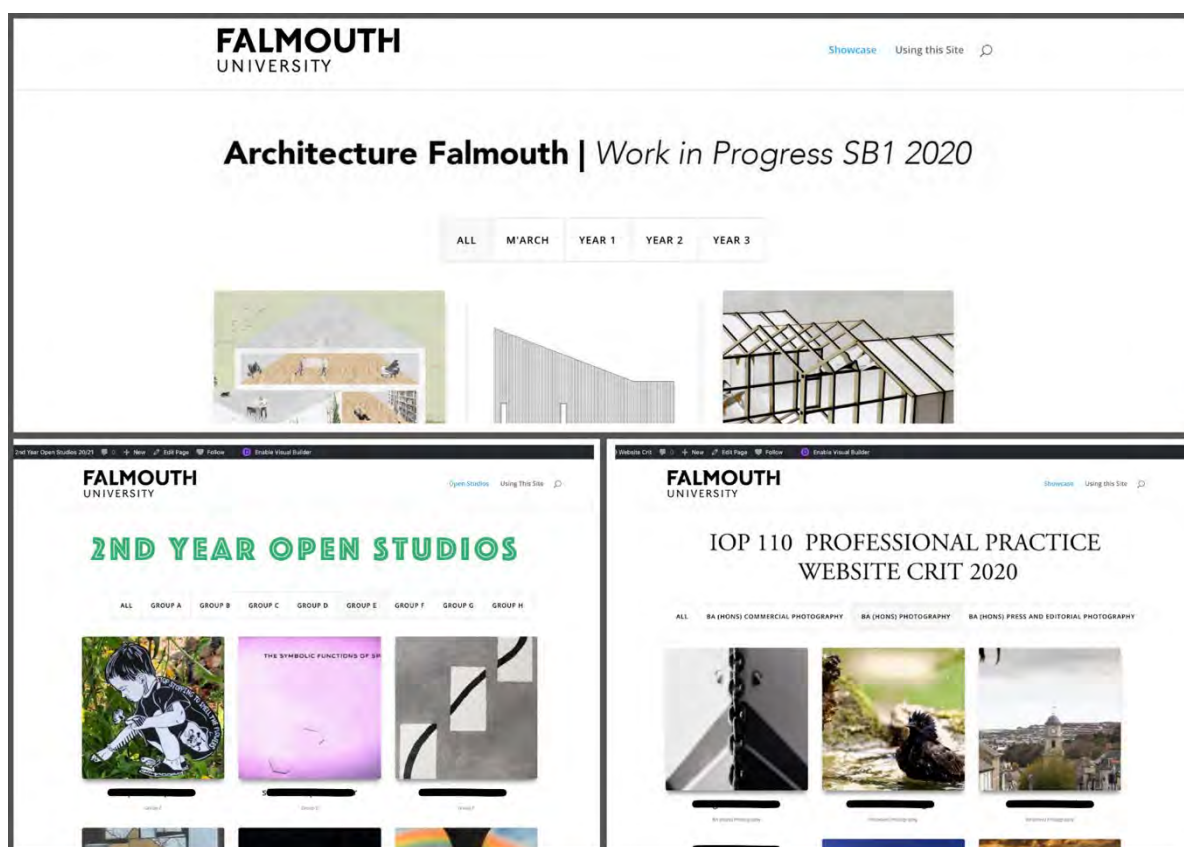 FALMOUTH
UNIVERSITY
Showcase Using this Site
Architecture Falmouth | Work in Progress SB1 2020
ALL M'ARCH YEAR 1 YEAR 2 YEAR 3
2nd Year Open Studios 20/21 0 + New Edit Page Follow Enable Visual Builder
FALMOUTH
UNIVERSITY
Open Studios Using This Site
2ND YEAR OPEN STUDIOS
ALL GROUP A GROUP B GROUP C GROUP D GROUP E GROUP F GROUP G GROUP H
THE SYMBOLIC FUNCTIONS OF SP
Website Crit 0 + New Edit Page Follow Enable Visual Builder
FALMOUTH
UNIVERSITY
Showcase Using this Site
IOP 110 PROFESSIONAL PRACTICE
WEBSITE CRIT 2020
ALL BA (HONS) COMMERCIAL PHOTOGRAPHY BA (HONS) PHOTOGRAPHY BA (HONS) PRESS AND EDITORIAL PHOTOGRAPHY